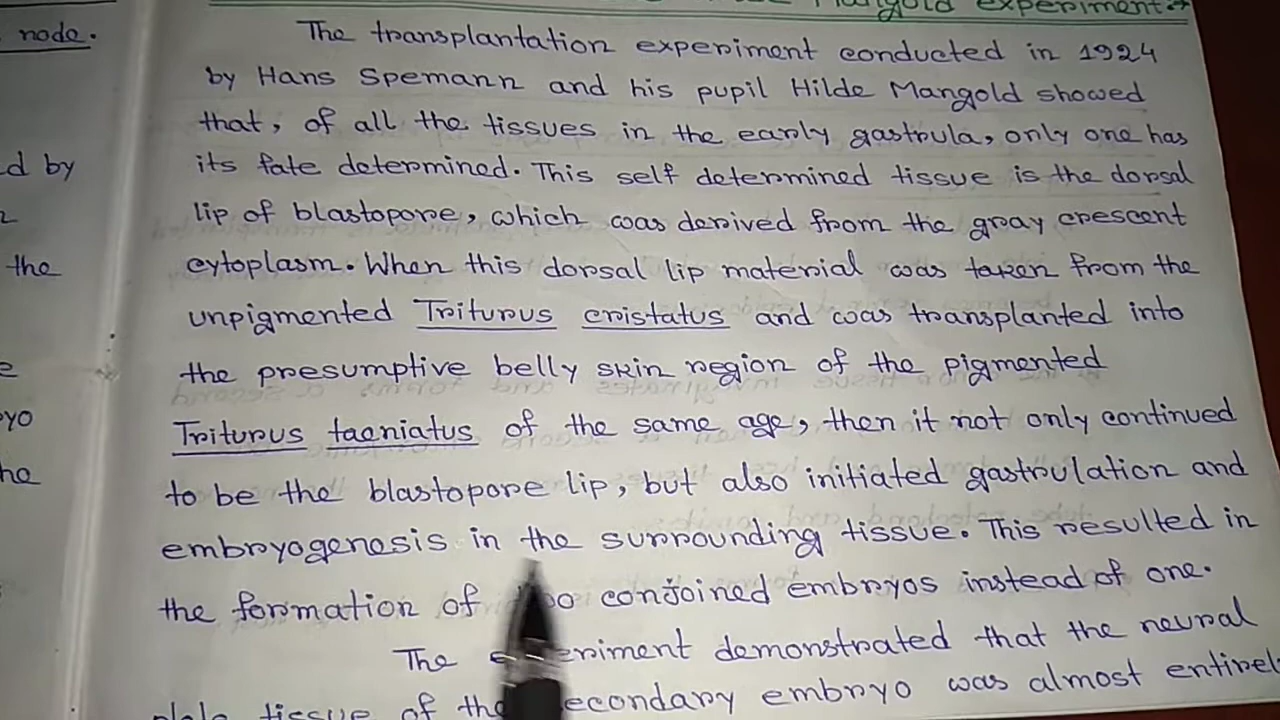 Mangold experiment→
node.
The transplantation experiment conducted in 1924
by Hans Spemann and his pupil Hilde Mangold showed
that, of all the tissues in the early gastrula, only one has
d by
its fate determined. This self determined tissue is the dorsal
lip of blastopore, which was derived from the gray crescent
the
cytoplasm. When this dorsal lip material was taken from the
unpigmented Triturus cristatus and was transplanted into
the presumptive belly skin region of the pigmented
yo
Triturus taeniatus of the same age, then it not only continued
he
to be the blastopore lip, but also initiated gastrulation and
embryogenesis in the surrounding tissue. This resulted in
the formation of conjoined embryos instead of one.
The demonstrated that the neural
tissue of the secondary embryo was almost